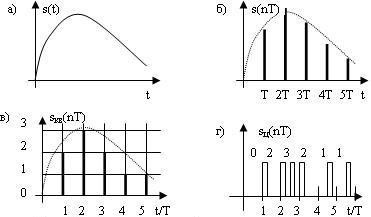 а) s(t)
t
б) s(nT)
T 2T 3T 4T 5T t
в) sкв(nT)
3
2
1
0
1 2 3 4 5 t/T
г) sц(nT)
0 2 3 2 1 1
1 2 3 4 5 t/T